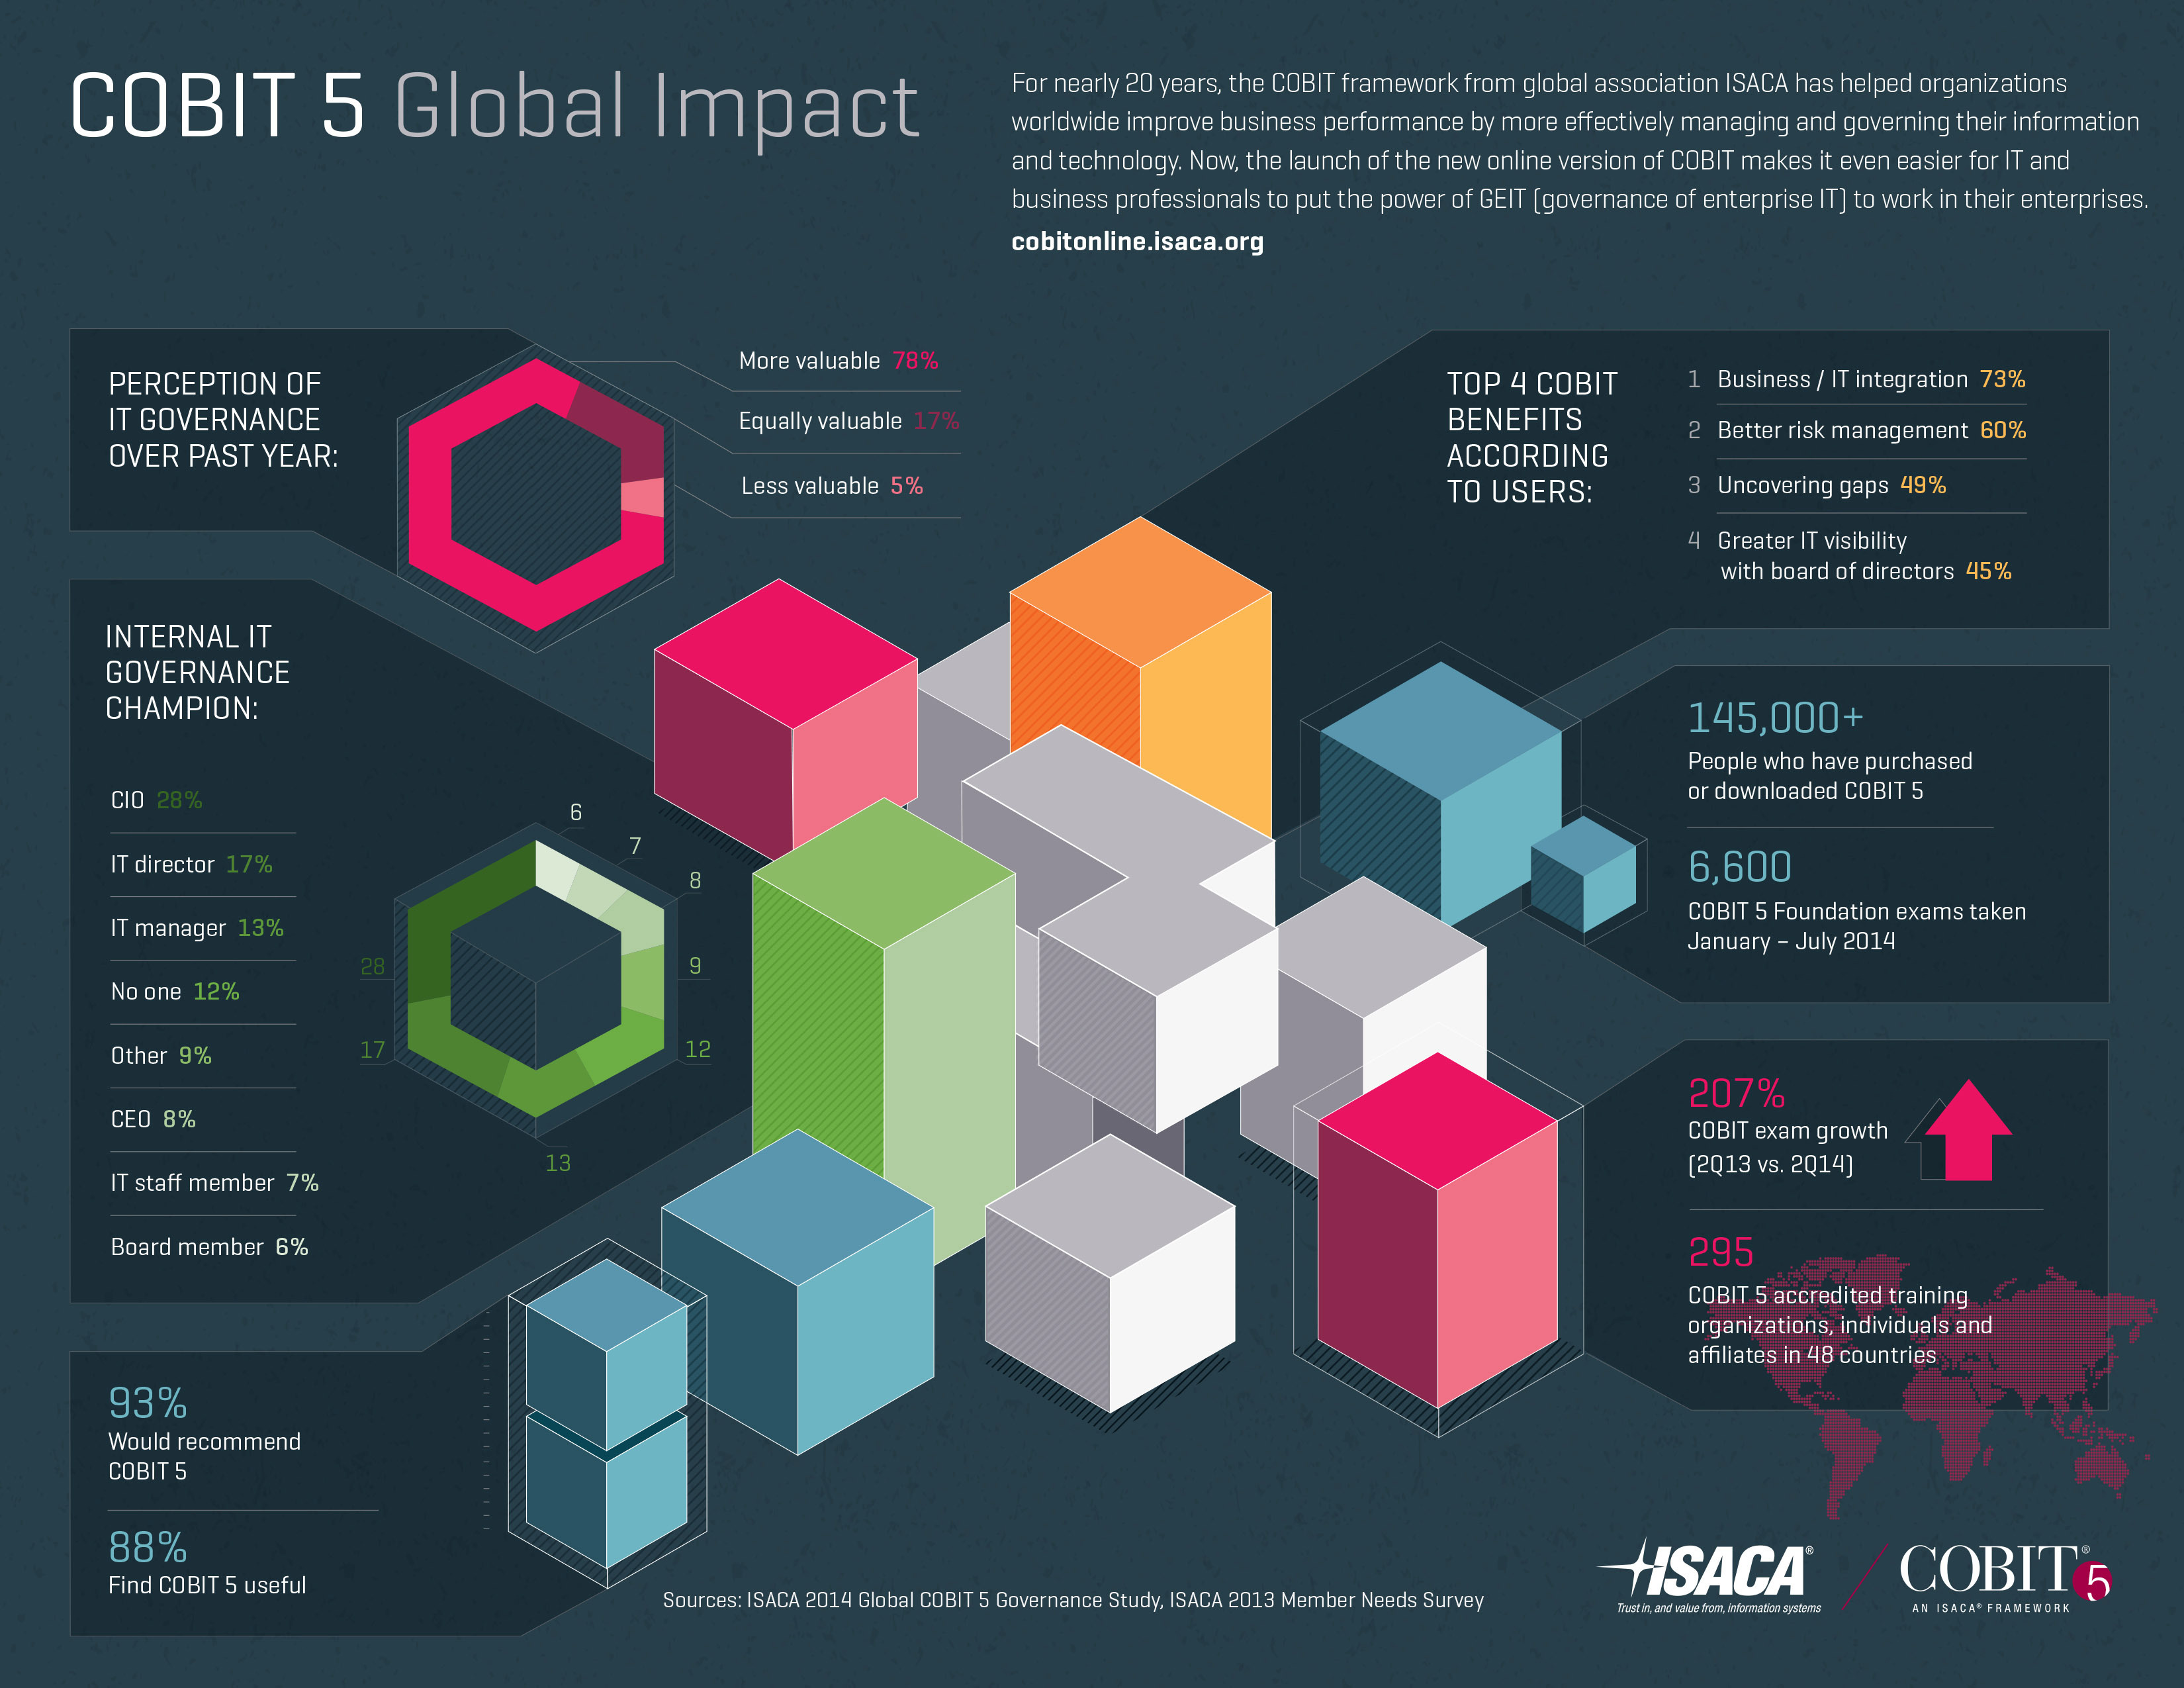 COBIT 5 Global Impact
For nearly 20 years, the COBIT framework from global association ISACA has helped organizations
worldwide improve business performance by more effectively managing and governing their information
and technology. Now, the launch of the new online version of COBIT makes it even easier for IT and
business professionals to put the power of GEIT (governance of enterprise IT) to work in their enterprises.
cobitonline.isaca.org
PERCEPTION OF
IT GOVERNANCE
OVER PAST YEAR:
More valuable 78%
Equally valuable 17%
Less valuable 5%
TOP 4 COBIT
BENEFITS
ACCORDING
TO USERS:
1 Business / IT integration 73%
2 Better risk management 60%
3 Uncovering gaps 49%
4 Greater IT visibility
with board of directors 45%
INTERNAL IT
GOVERNANCE
CHAMPION:
CIO 28%
IT director 17%
IT manager 13%
No one 12%
Other 9%
CEO 8%
IT staff member 7%
Board member 6%
6
7
8
9
12
13
17
28
145,000+
People who have purchased
or downloaded COBIT 5
6,600
COBIT 5 Foundation exams taken
January – July 2014
207%
COBIT exam growth
(2Q13 vs. 2Q14)
295
COBIT 5 accredited training
organizations, individuals and
affiliates in 48 countries
93%
Would recommend
COBIT 5
88%
Find COBIT 5 useful
Sources: ISACA 2014 Global COBIT 5 Governance Study, ISACA 2013 Member Needs Survey
ISACA®
Trust in, and value from, information systems
COBIT® 5
AN ISACA® FRAMEWORK